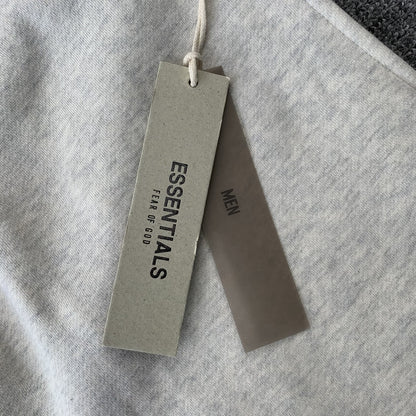 ESSENTIALS
FEAR OF GOD
MEN